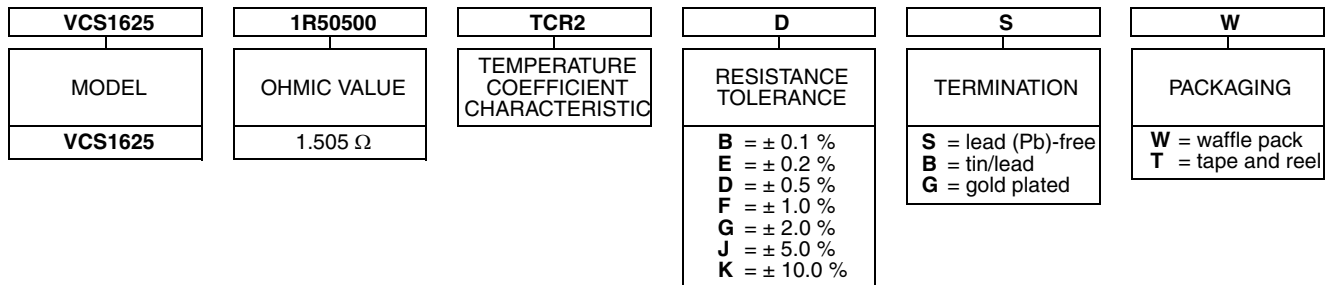 VCS1625
1R50500
TCR2
D
S
W
MODEL
OHMIC VALUE
TEMPERATURE
COEFFICIENT
CHARACTERISTIC
RESISTANCE
TOLERANCE
TERMINATION
PACKAGING
VCS1625
1.505 Ω
B = ± 0.1 %
E = ± 0.2 %
D = ± 0.5 %
F = ± 1.0 %
G = ± 2.0 %
J = ± 5.0 %
K = ± 10.0 %
S = lead (Pb)-free
B = tin/lead
G = gold plated
W = waffle pack
T = tape and reel